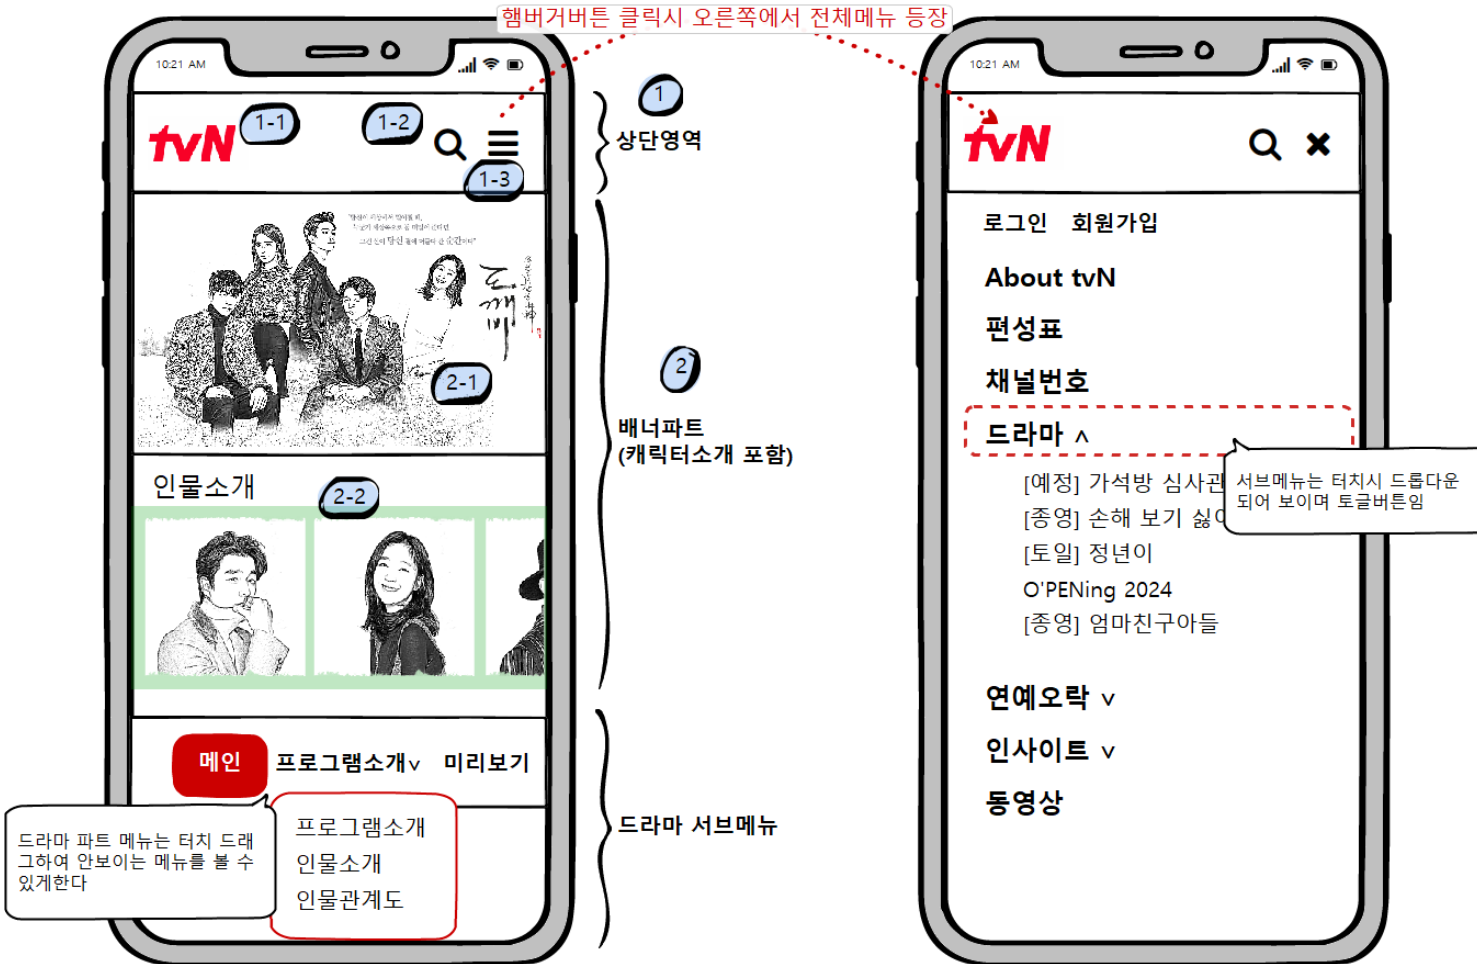 햄버거버튼 클릭시 오른쪽에서 전체메뉴 등장
10:21 AM
tvN
1-1
1-2
1-3
1
상단영역
도깨비
2-1
2
배너파트
(캐릭터소개 포함)
인물소개
2-2
메인
프로그램소개∨
미리보기
프로그램소개
인물소개
인물관계도
드라마 파트 메뉴는 터치 드래
그하여 안보이는 메뉴를 볼 수
있게한다
드라마 서브메뉴
10:21 AM
tvN
로그인 회원가입
About tvN
편성표
채널번호
드라마 ∧
[예정] 가석방 심사관
[종영] 손해 보기 싫어
[토일] 정년이
O'PENing 2024
[종영] 엄마친구아들
서브메뉴는 터치시 드롭다운
되어 보이며 토글버튼임
연예오락 ∨
인사이트 ∨
동영상